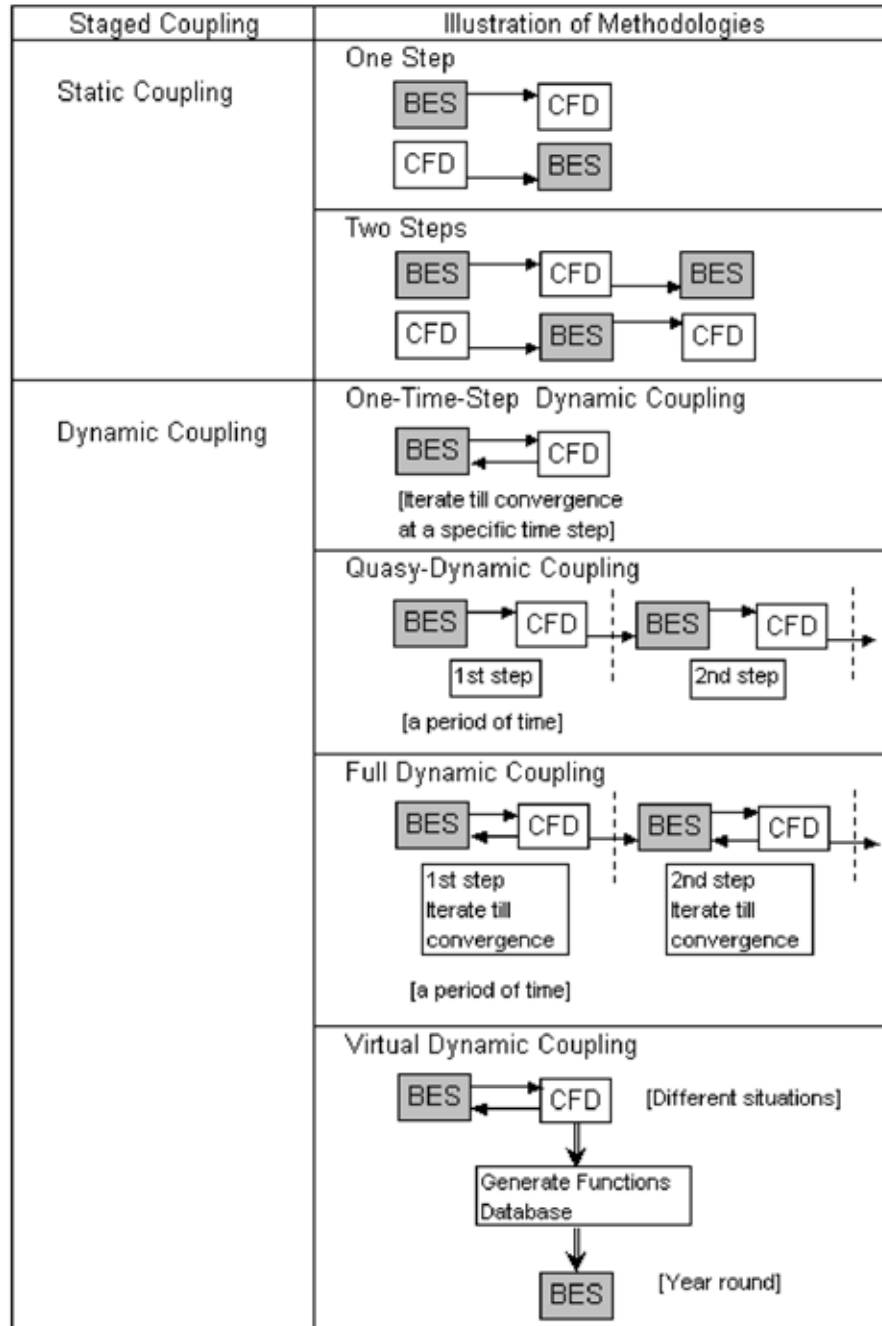 Staged Coupling
Illustration of Methodologies
Static Coupling
One Step
BES CFD
CFD BES
Two Steps
BES CFD BES
CFD BES CFD
Dynamic Coupling
One-Time-Step Dynamic Coupling
BES CFD
[Iterate till convergence
at a specific time step]
Quasy-Dynamic Coupling
BES CFD BES CFD
1st step 2nd step
[a period of time]
Full Dynamic Coupling
BES CFD BES CFD
1st step
Iterate till
convergence
2nd step
Iterate till
convergence
[a period of time]
Virtual Dynamic Coupling
BES CFD [Different situations]
Generate Functions
Database
BES [Year round]